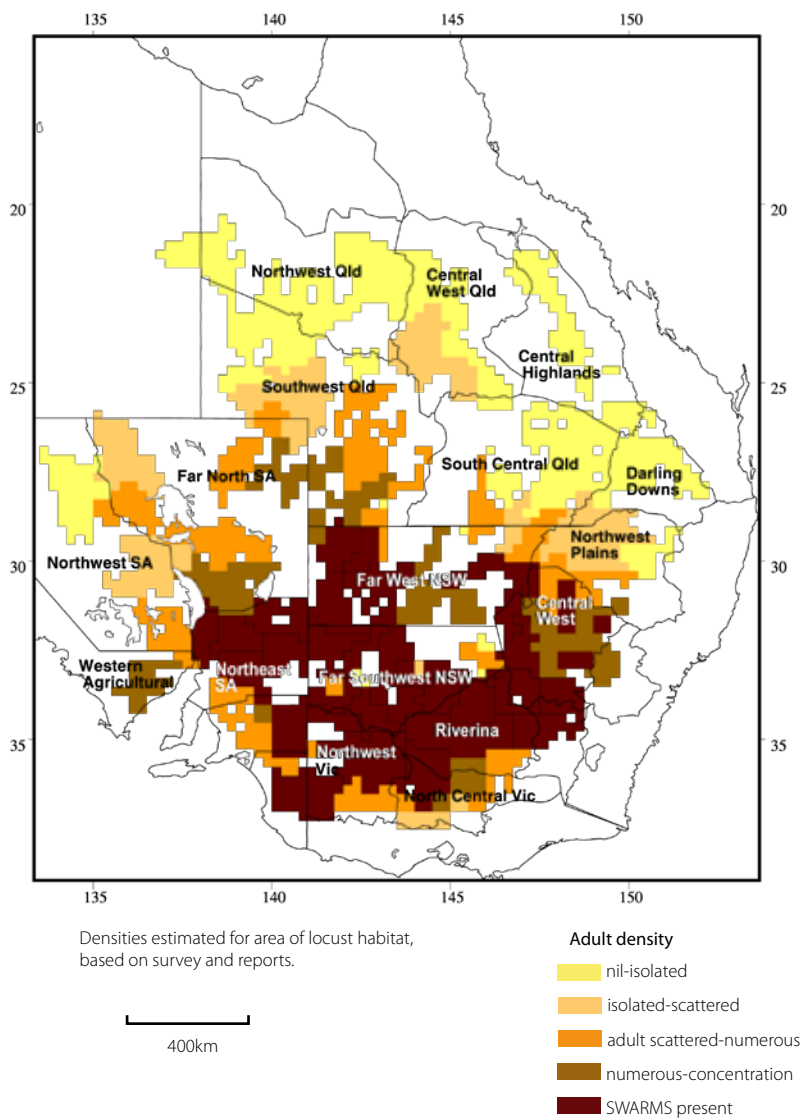 135
140
145
150
20
20
Northwest Qld
Central
West Qld
Central
Highlands
25
25
Southwest Qld
South Central Qld
Darling
Downs
Far North SA
Northwest
Plains
Northwest SA
30
30
Far West NSW
Central
West
Western
Agricultural
Northeast
SA
Far Southwest NSW
Riverina
35
35
Northwest
Vic
North Central Vic
135
140
145
150
Densities estimated for area of locust habitat,
based on survey and reports.
400km
Adult density
nil-isolated
isolated-scattered
adult scattered-numerous
numerous-concentration
SWARMS present